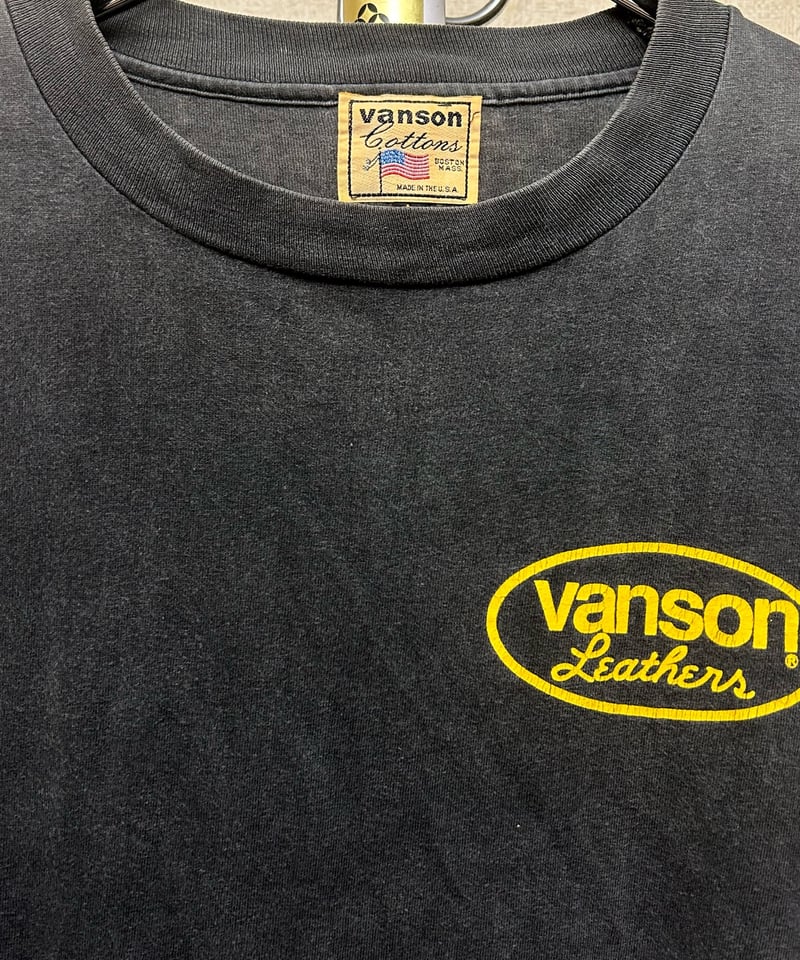 vanson
Cottons
BOSTON
MASS.
MADE IN THE U.S.A.
vanson
®
Leathers